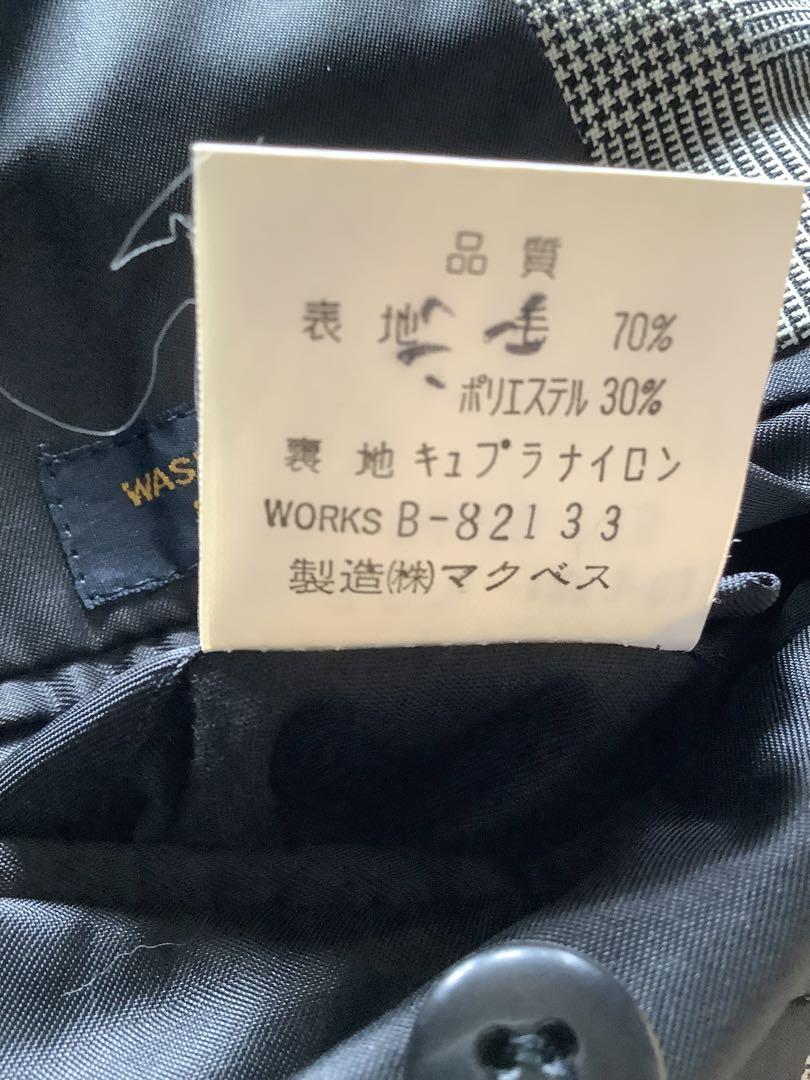 品質
表地 毛 70%
ポリエステル 30%
裏地 キュプラナイロン
WORKS B-82133
製造(株)マクベス
WAS